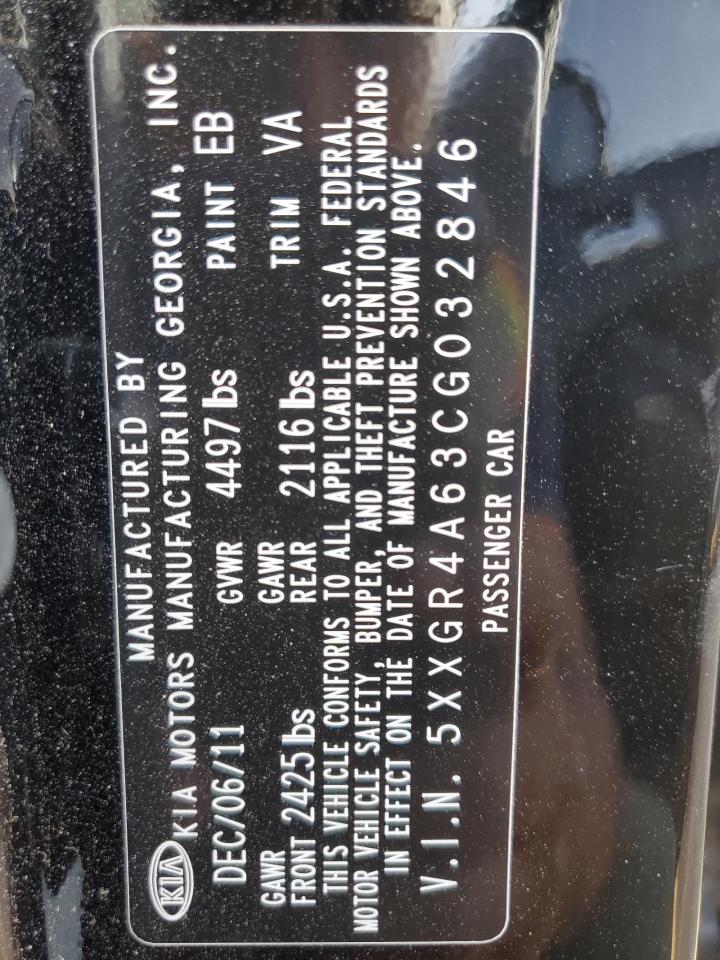 MANUFACTURED BY
KIA KIA MOTORS MANUFACTURING GEORGIA, INC.
DEC/06/11 GVWR 4497lbs PAINT EB
GAWR FRONT 2425lbs GAWR REAR 2116lbs TRIM VA
THIS VEHICLE CONFORMS TO ALL APPLICABLE U.S.A. FEDERAL
MOTOR VEHICLE SAFETY, BUMPER, AND THEFT PREVENTION STANDARDS
IN EFFECT ON THE DATE OF MANUFACTURE SHOWN ABOVE.
V.I.N. 5XXGR4A63CG032846
PASSENGER CAR